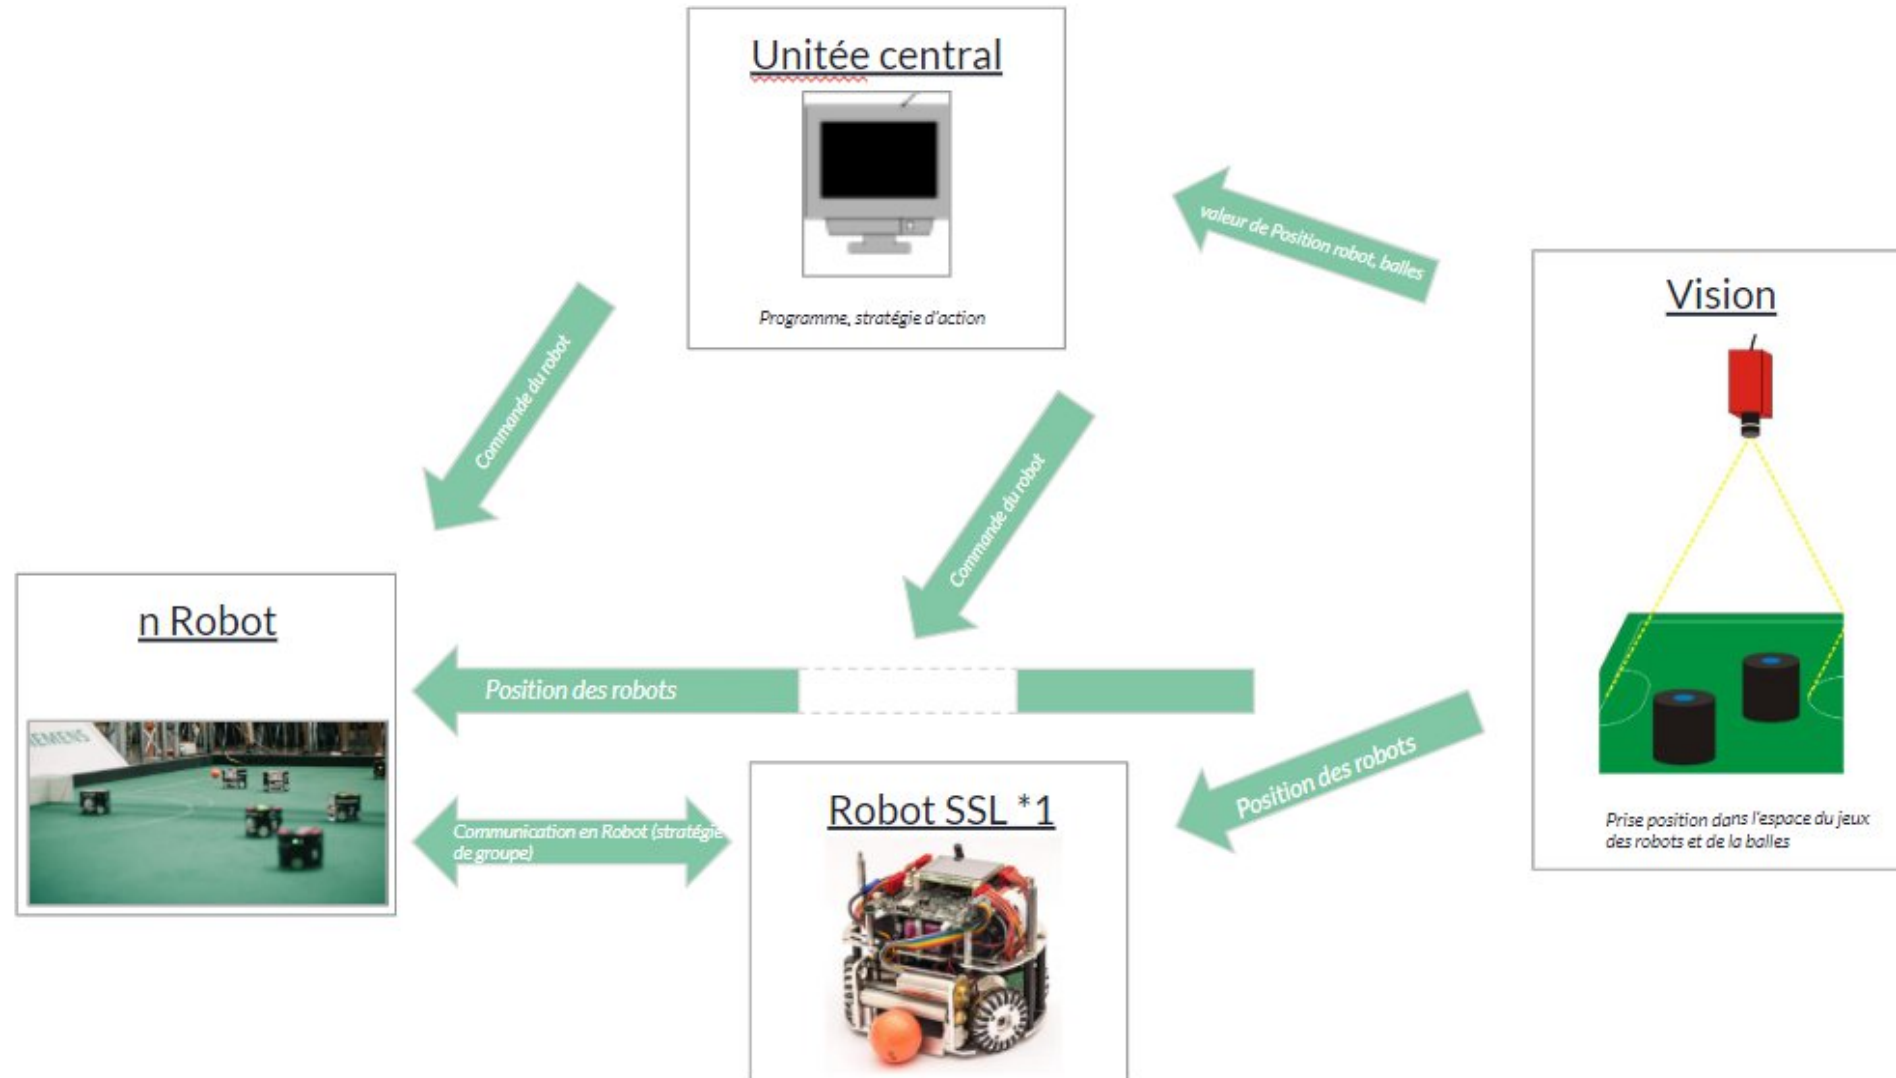 Unitée central
Programme, stratégie d'action
valeur de Position robot, balles
Vision
Prise position dans l'espace du jeux
des robots et de la balles
Commande du robot
Commande du robot
n Robot
Position des robots
Position des robots
Communication en Robot (stratégie
de groupe)
Robot SSL *1